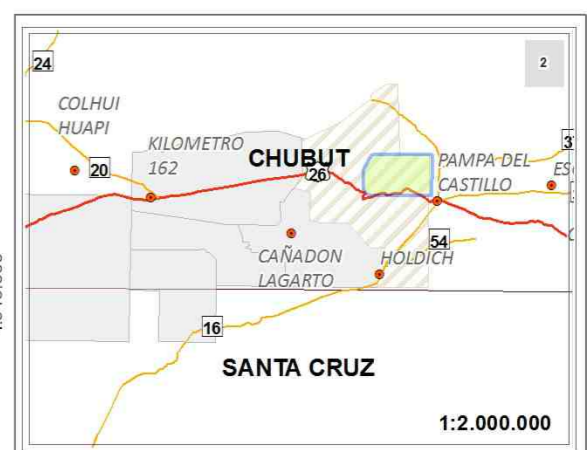 24
2
COLHUI
HUAPI
KILOMETRO
162
CHUBUT
26
PAMPA DEL
CASTILLO
20
54
CAÑADON
LAGARTO
HOLDICH
16
SANTA CRUZ
1:2.000.000